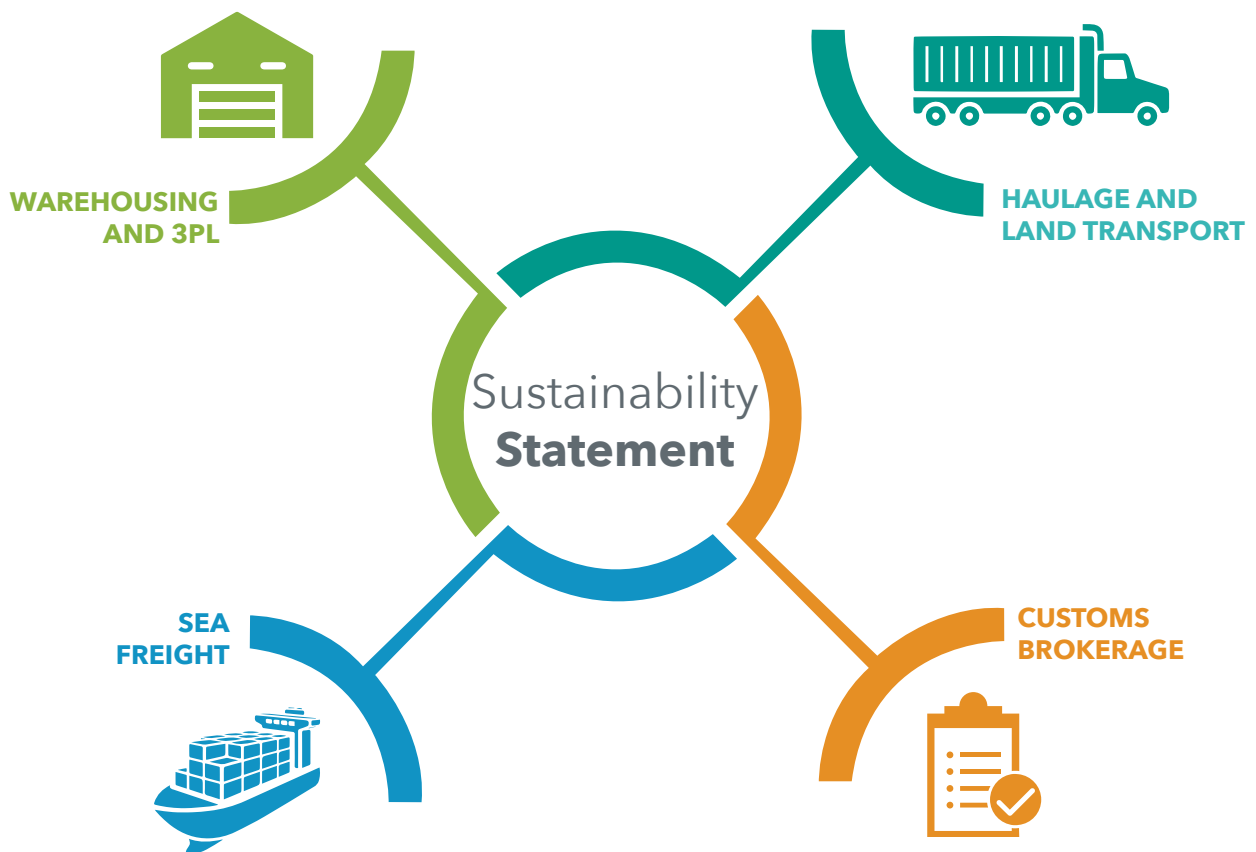 WAREHOUSING
AND 3PL
HAULAGE AND
LAND TRANSPORT
Sustainability
Statement
SEA
FREIGHT
CUSTOMS
BROKERAGE